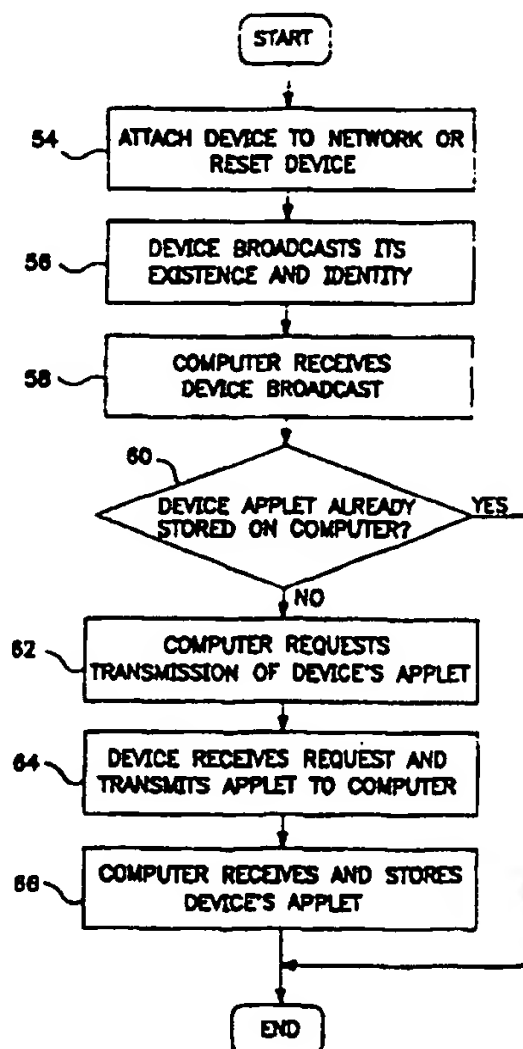 START
54
ATTACH DEVICE TO NETWORK OR
RESET DEVICE
56
DEVICE BROADCASTS ITS
EXISTENCE AND IDENTITY
58
COMPUTER RECEIVES
DEVICE BROADCAST
60
DEVICE APPLET ALREADY
STORED ON COMPUTER?
YES
NO
62
COMPUTER REQUESTS
TRANSMISSION OF DEVICE'S APPLET
64
DEVICE RECEIVES REQUEST AND
TRANSMITS APPLET TO COMPUTER
66
COMPUTER RECEIVES AND STORES
DEVICE'S APPLET
END